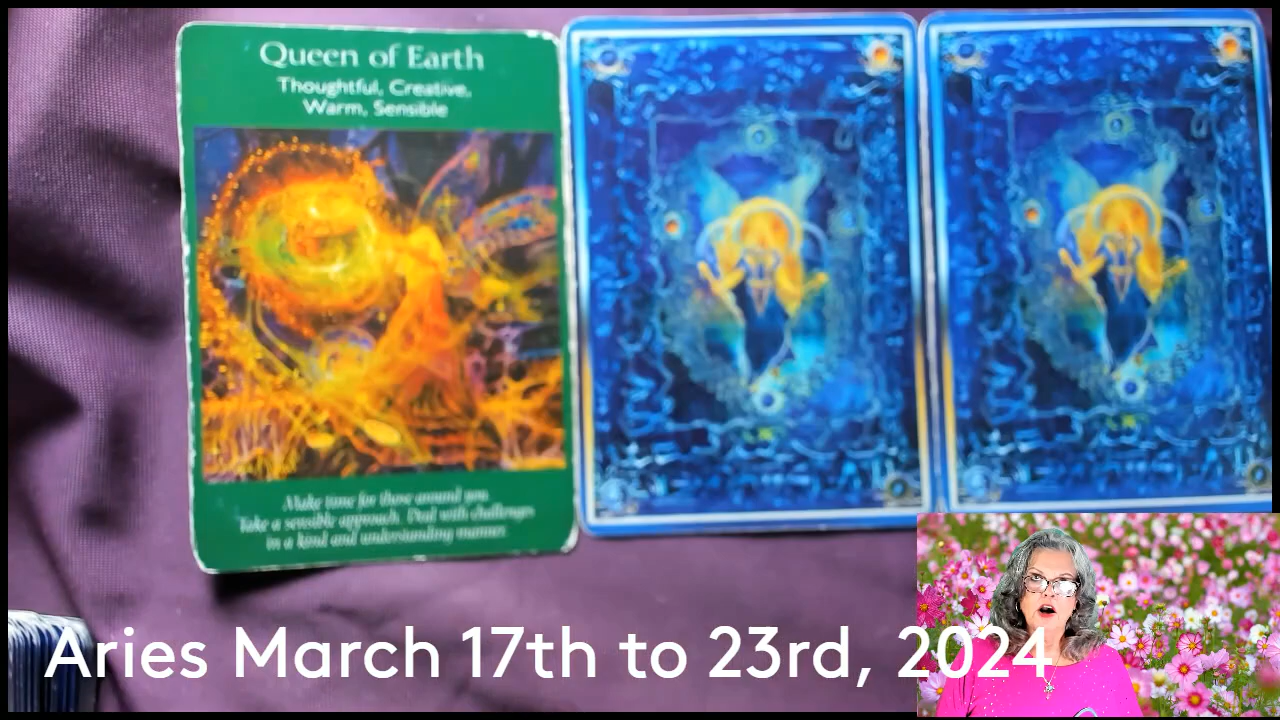 Queen of Earth
Thoughtful, Creative,
Warm, Sensible
Make time for those around you.
Take a sensible approach. Deal with challenges
in a kind and understanding manner.
Aries March 17th to 23rd, 2024